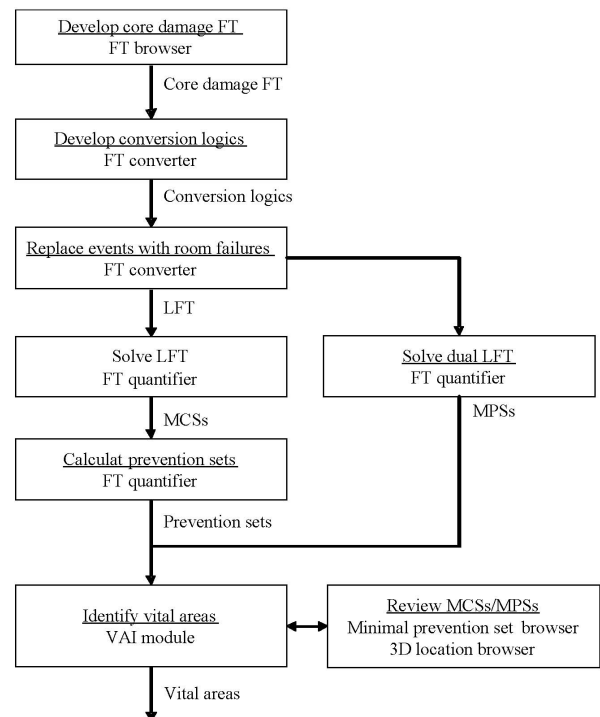 Develop core damage FT
FT browser
Core damage FT
Develop conversion logics
FT converter
Conversion logics
Replace events with room failures
FT converter
LFT
Solve LFT
FT quantifier
Solve dual LFT
FT quantifier
MCSs
MPSs
Calculat prevention sets
FT quantifier
Prevention sets
Identify vital areas
VAI module
Review MCSs/MPSs
Minimal prevention set browser
3D location browser
Vital areas